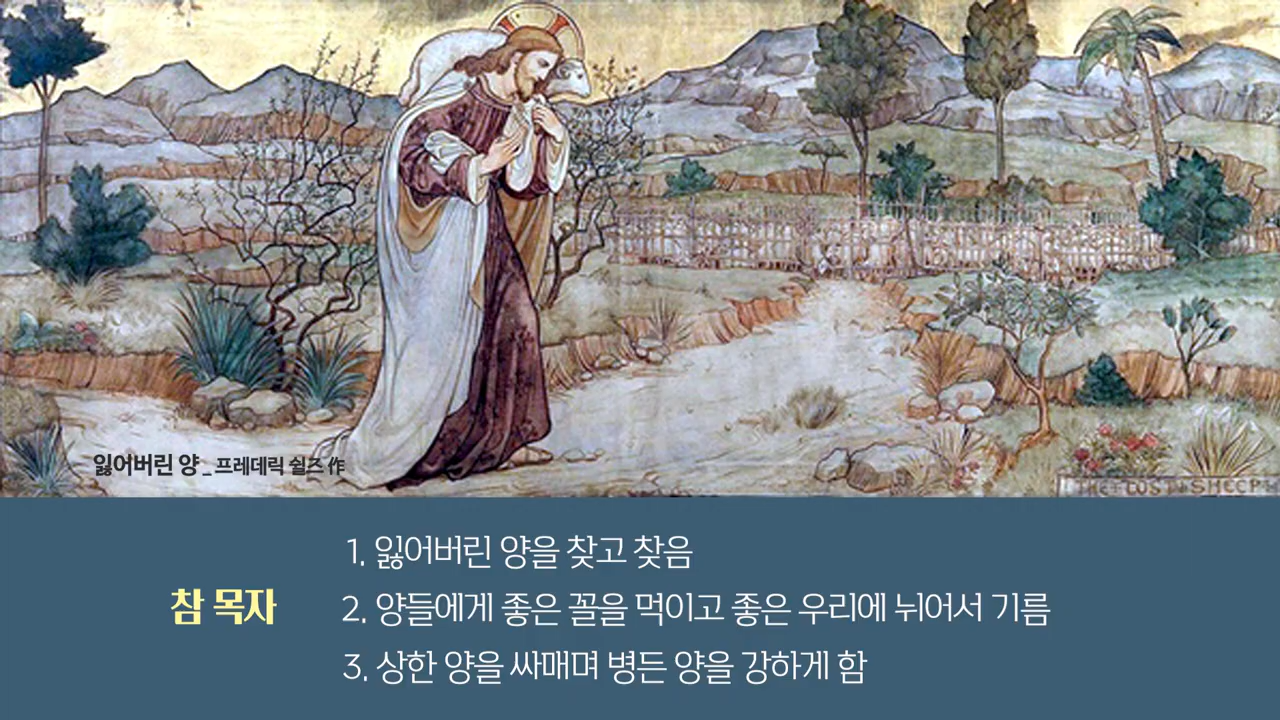 잃어버린 양 _ 프레데릭 쉴즈 作
THE LOST SHEEP
참 목자
1. 잃어버린 양을 찾고 찾음
2. 양들에게 좋은 꼴을 먹이고 좋은 우리에 뉘어서 기름
3. 상한 양을 싸매며 병든 양을 강하게 함